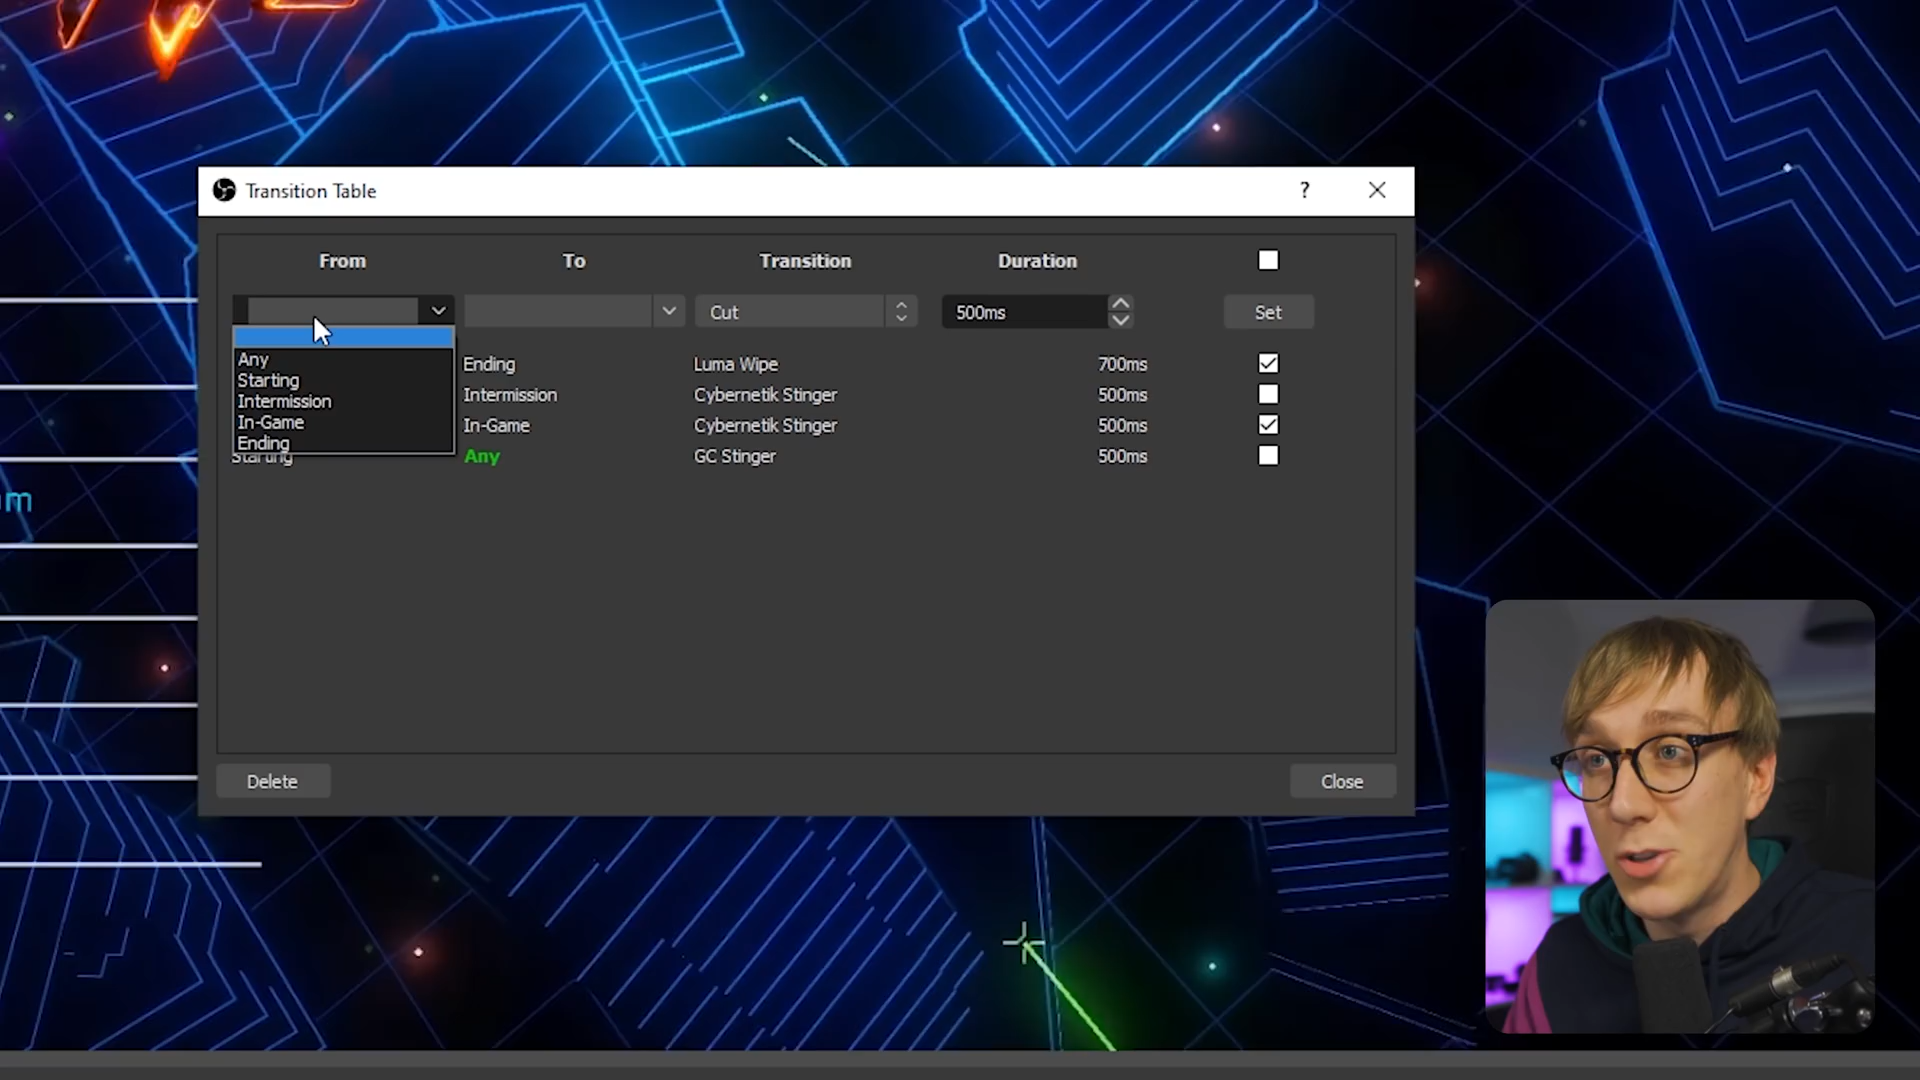 Transition Table
?
From To Transition Duration
Cut 500ms Set
Any
Starting
Intermission
In-Game
Ending
Ending Luma Wipe 700ms
Intermission Cybernetik Stinger 500ms
In-Game Cybernetik Stinger 500ms
Starting Any GC Stinger 500ms
m
Delete Close